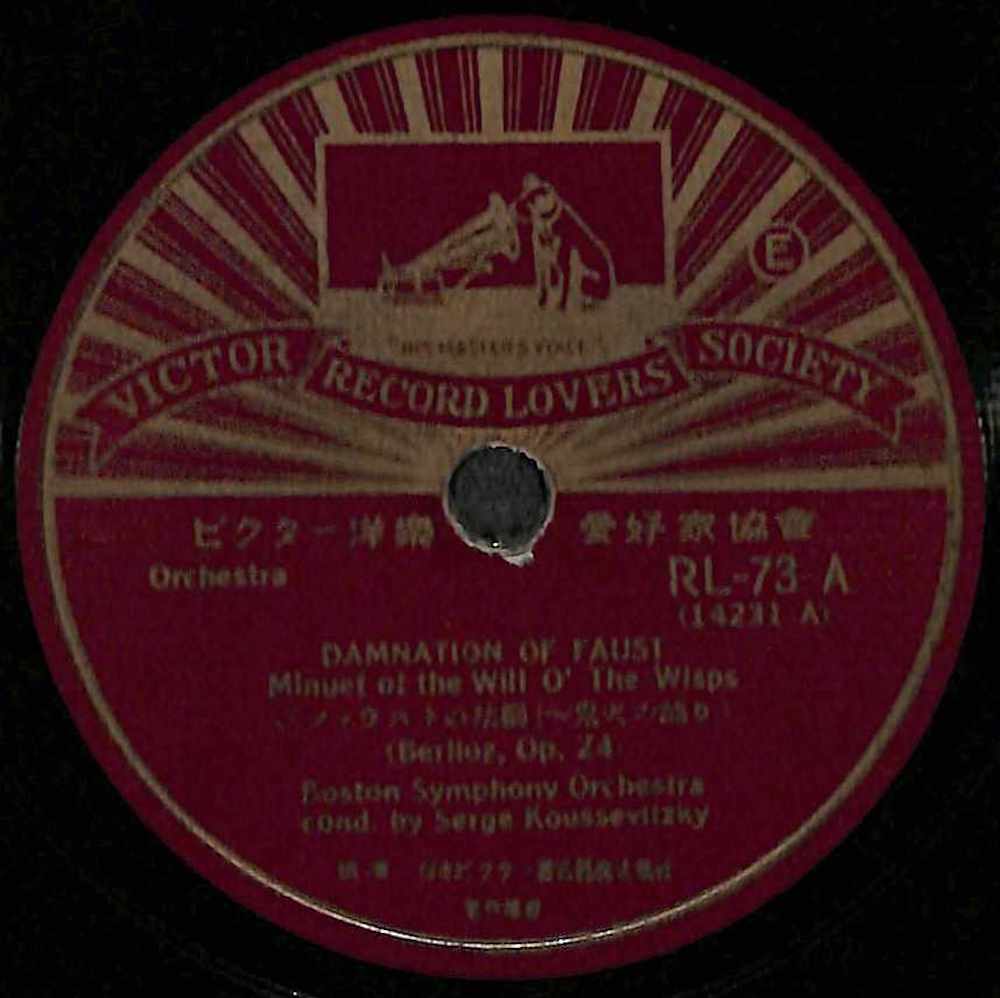 "HIS MASTER'S VOICE"
E
VICTOR RECORD LOVERS SOCIETY
ビクター洋樂 愛好家協會
Orchestra
RL-73 A
(14231 A)
DAMNATION OF FAUST
Minuet of the Will O' The Wisps
(Berlioz, Op. 24)
Boston Symphony Orchestra
cond. by Serge Koussevitzky